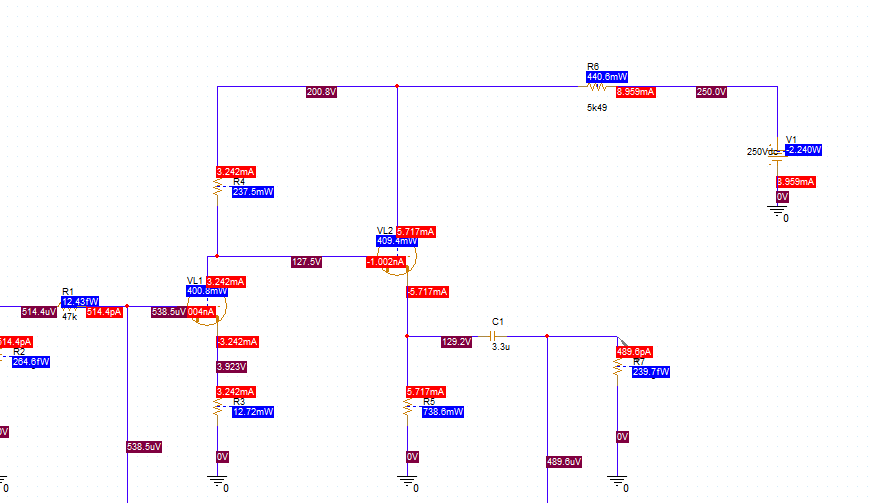 R6
440.6mW
200.8V
8.959mA
250.0V
5k49
V1
250Vdc
-2.240W
3.242mA
R4
237.5mW
8.959mA
0V
0
VL2
5.717mA
409.4mW
127.5V
-1.002nA
VL1
3.242mA
400.8mW
R1
12.43fW
-5.717mA
514.4uV
514.4pA
538.5uV
004nA
47k
C1
514.4pA
R2
264.6fW
-3.242mA
129.2V
3.3u
489.6pA
R7
239.7fW
3.923V
3.242mA
R3
12.72mW
5.717mA
R5
738.6mW
0V
538.5uV
0V
0V
0V
489.6uV
0
0
0
0